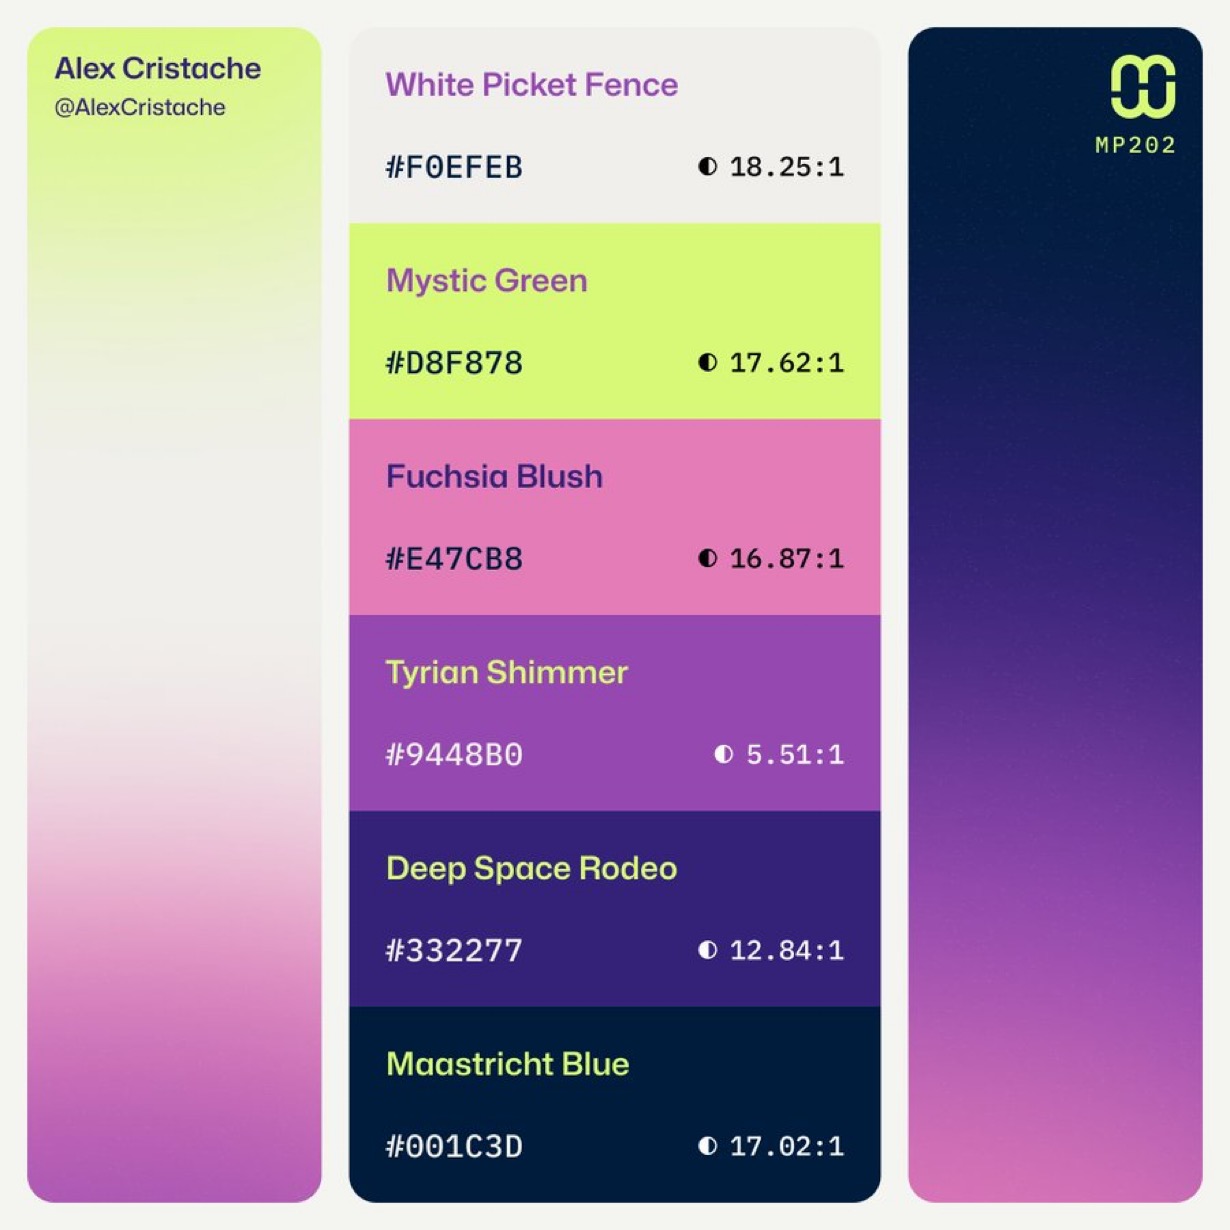 Alex Cristache
@AlexCristache
White Picket Fence
#F0EFEB
18.25:1
Mystic Green
#D8F878
17.62:1
Fuchsia Blush
#E47CB8
16.87:1
Tyrian Shimmer
#9448B0
5.51:1
Deep Space Rodeo
#332277
12.84:1
Maastricht Blue
#001C3D
17.02:1
MP202